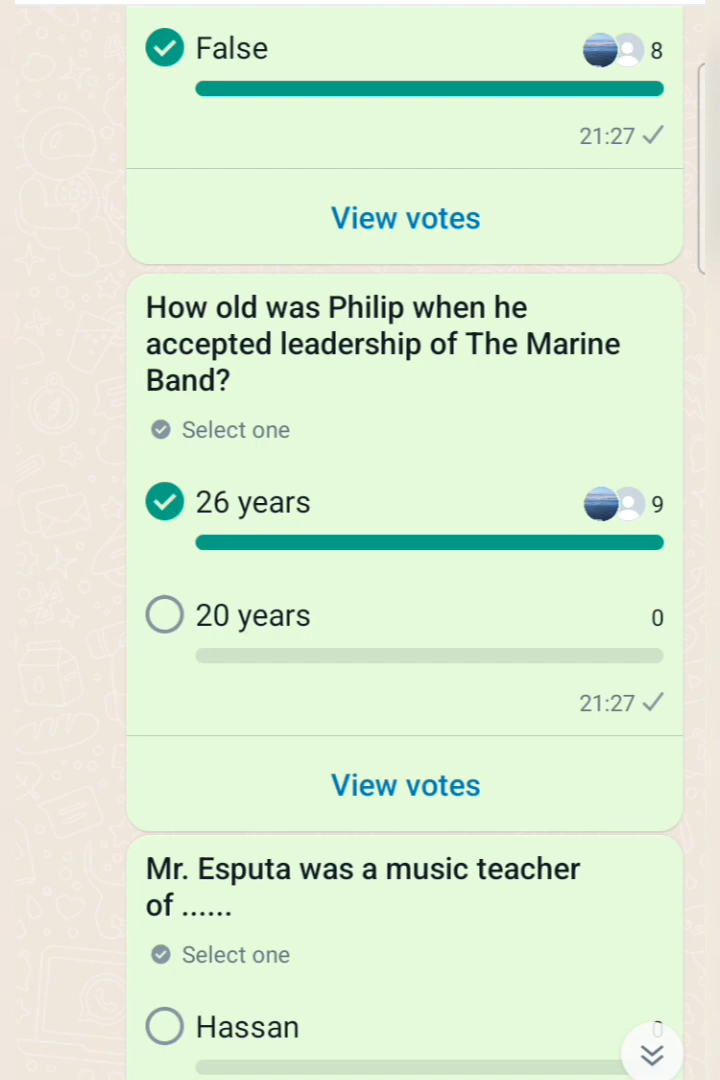 False
8
21:27
View votes
How old was Philip when he
accepted leadership of The Marine
Band?
Select one
26 years
9
20 years
0
21:27
View votes
Mr. Esputa was a music teacher
of ......
Select one
Hassan
0